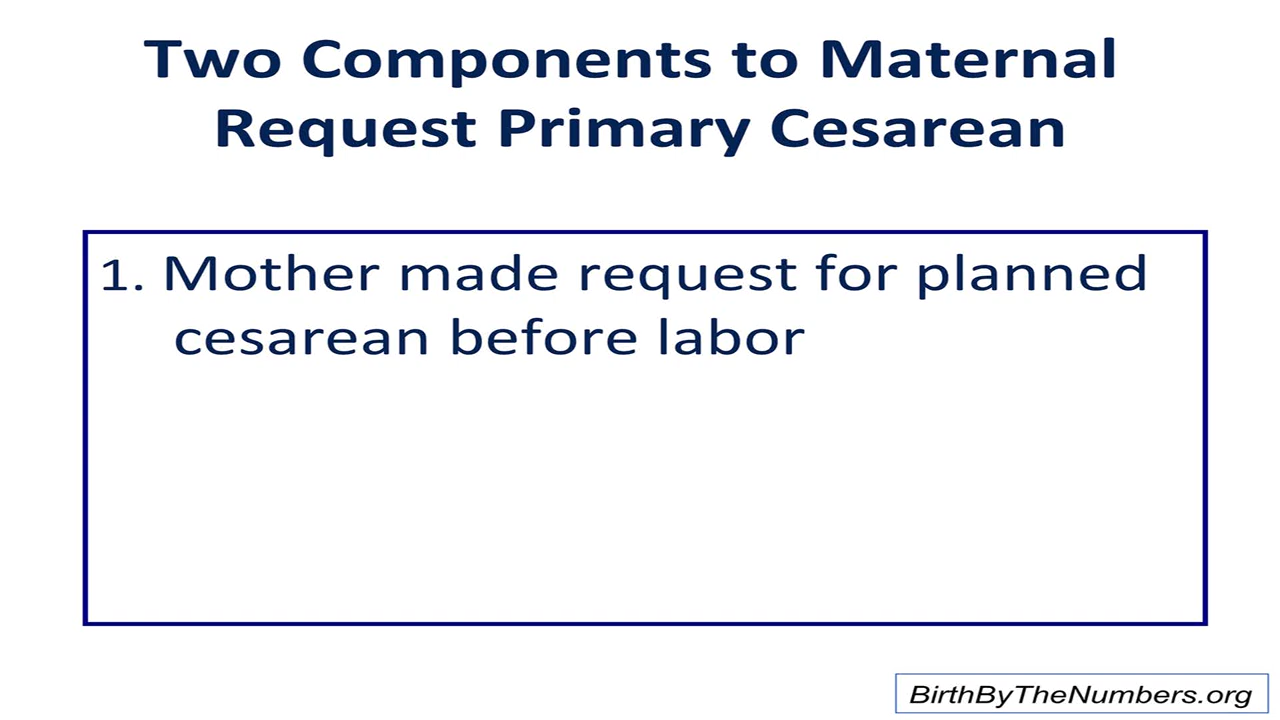 Two Components to Maternal
Request Primary Cesarean
1. Mother made request for planned
cesarean before labor
BirthByTheNumbers.org